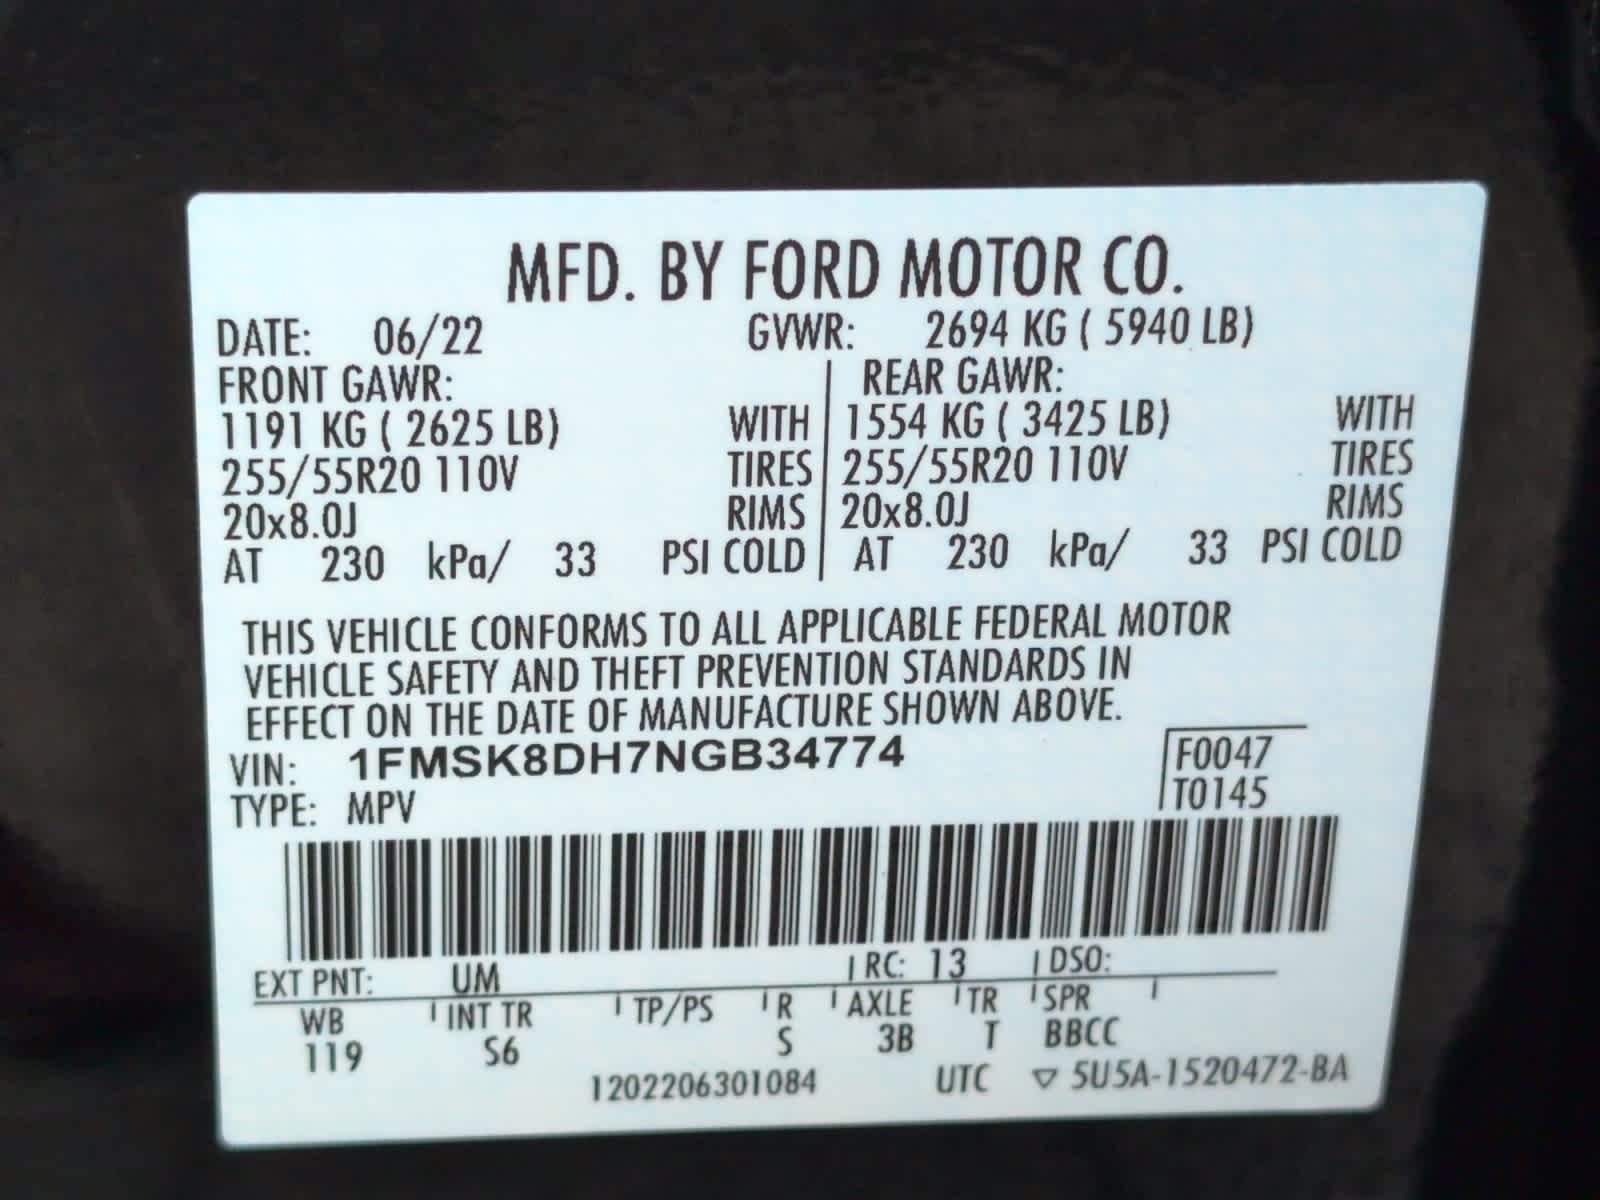 MFD. BY FORD MOTOR CO.
DATE: 06/22 GVWR: 2694 KG ( 5940 LB)
FRONT GAWR: REAR GAWR:
1191 KG ( 2625 LB) WITH 1554 KG ( 3425 LB) WITH
255/55R20 110V TIRES 255/55R20 110V TIRES
20x8.0J RIMS 20x8.0J RIMS
AT 230 kPa/ 33 PSI COLD AT 230 kPa/ 33 PSI COLD
THIS VEHICLE CONFORMS TO ALL APPLICABLE FEDERAL MOTOR
VEHICLE SAFETY AND THEFT PREVENTION STANDARDS IN
EFFECT ON THE DATE OF MANUFACTURE SHOWN ABOVE.
VIN: 1FMSK8DH7NGB34774 F0047
TYPE: MPV T0145
EXT PNT: UM RC: 13 DSO:
WB INT TR TP/PS R AXLE TR SPR
119 S6 S 3B T BBCC
1202206301084 UTC ▽ 5U5A-1520472-BA